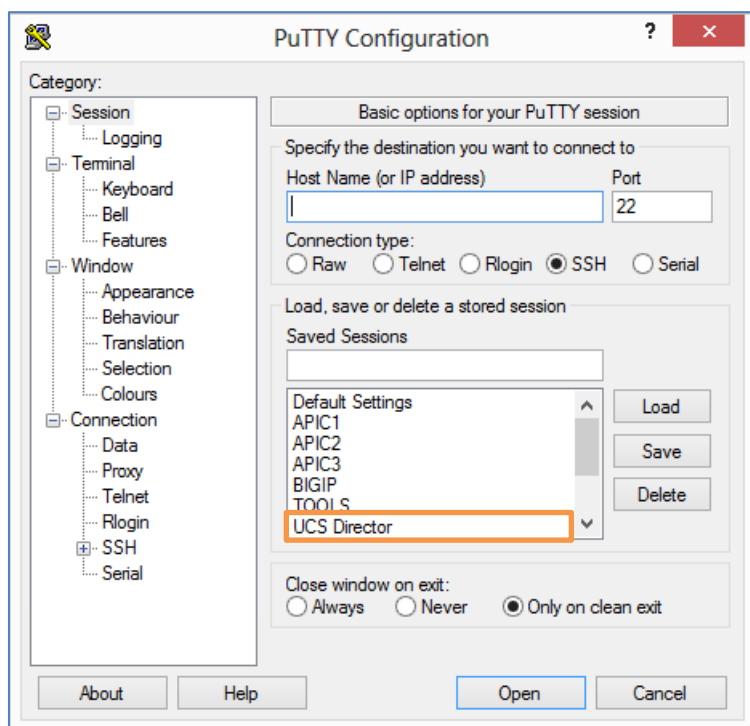 PuTTY Configuration
?
×
Category:
Session
Logging
Terminal
Keyboard
Bell
Features
Window
Appearance
Behaviour
Translation
Selection
Colours
Connection
Data
Proxy
Telnet
Rlogin
SSH
Serial
Basic options for your PuTTY session
Specify the destination you want to connect to
Host Name (or IP address) Port
22
Connection type:
Raw Telnet Rlogin SSH Serial
Load, save or delete a stored session
Saved Sessions
Default Settings
APIC1
APIC2
APIC3
BIGIP
TOOLS
UCS Director
Load
Save
Delete
Close window on exit:
Always Never Only on clean exit
About Help Open Cancel